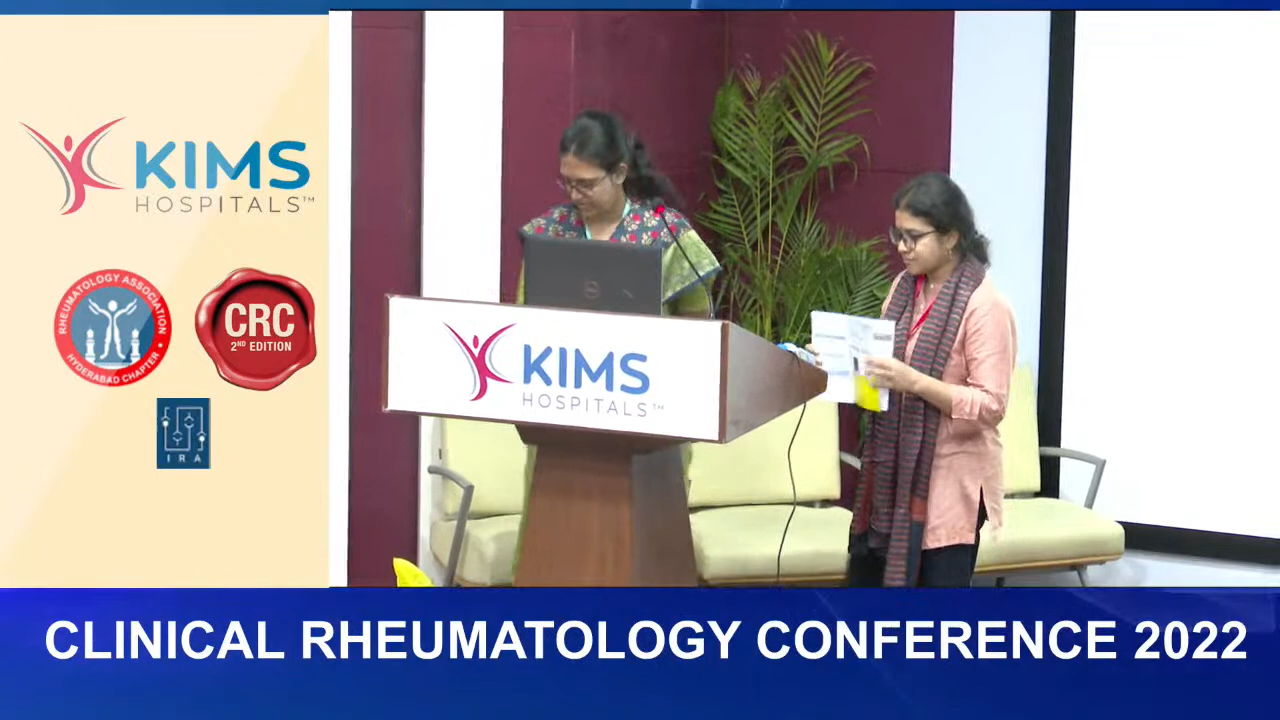 KIMS
HOSPITALS™
RHEUMATOLOGY ASSOCIATION
HYDERABAD CHAPTER
CRC
2ND EDITION
IRA
KIMS
HOSPITALS™
CLINICAL RHEUMATOLOGY CONFERENCE 2022